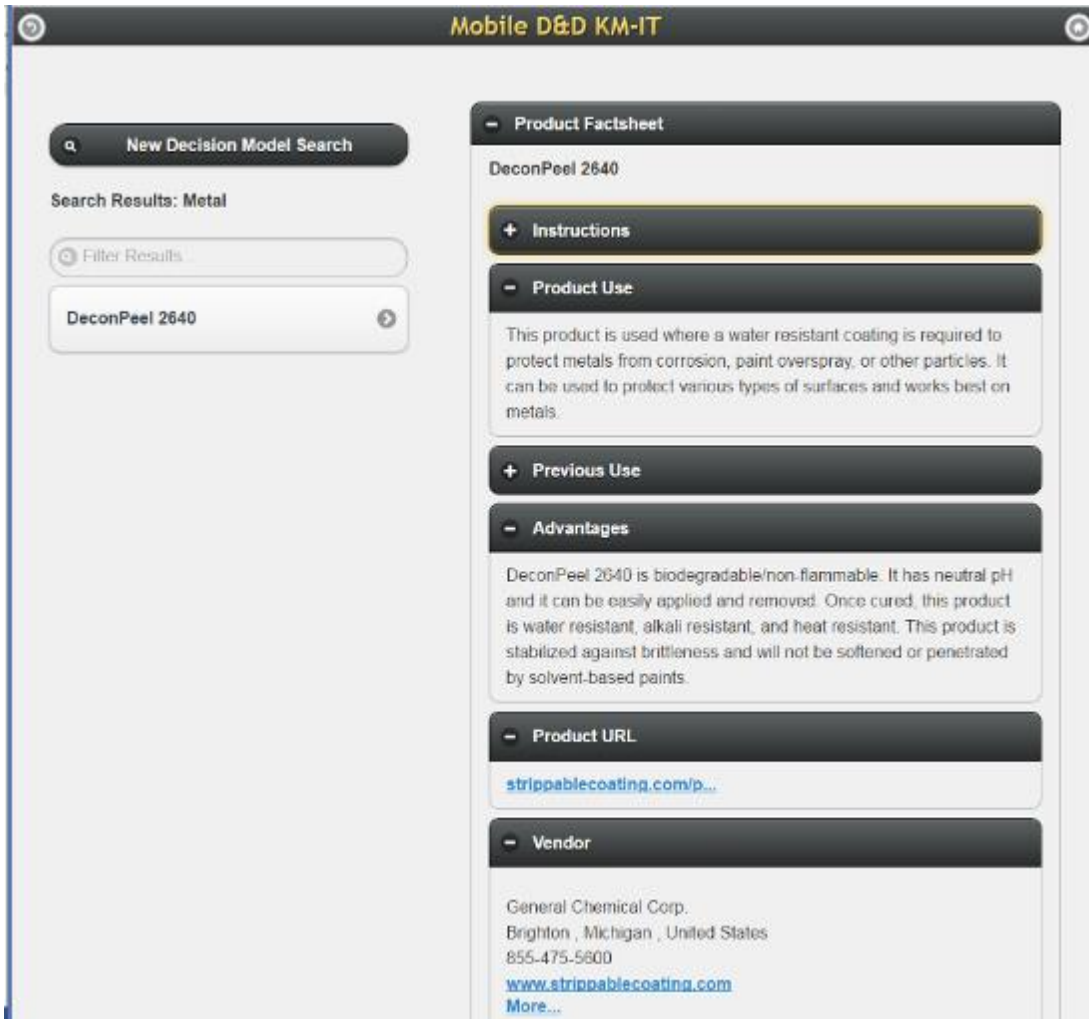 Mobile D&D KM-IT
New Decision Model Search
Search Results: Metal
Filter Results...
DeconPeel 2640
Product Factsheet
DeconPeel 2640
Instructions
Product Use
This product is used where a water resistant coating is required to
protect metals from corrosion, paint overspray, or other particles. It
can be used to protect various types of surfaces and works best on
metals.
Previous Use
Advantages
DeconPeel 2640 is biodegradable/non-flammable. It has neutral pH
and it can be easily applied and removed. Once cured, this product
is water resistant, alkali resistant, and heat resistant. This product is
stabilized against brittleness and will not be softened or penetrated
by solvent-based paints.
Product URL
strippablecoating.com/p...
Vendor
General Chemical Corp.
Brighton , Michigan , United States
855-475-5600
www.strippablecoating.com
More...